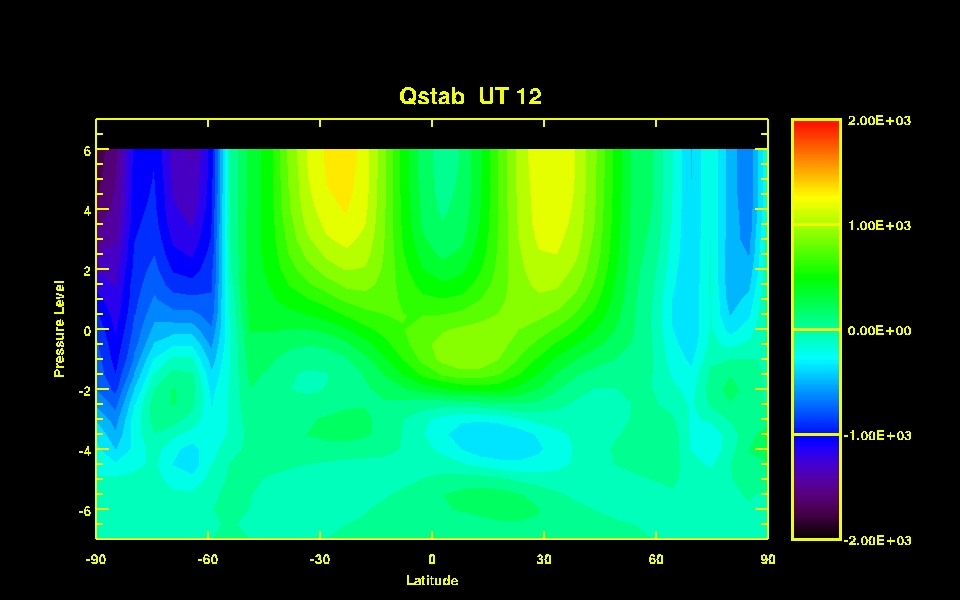 Qstab UT 12
2.00E+03
6
4
1.00E+03
2
Pressure Level
0
0.00E+00
-2
-1.00E+03
-4
-6
-2.00E+03
-90 -60 -30 0 30 60 90
Latitude